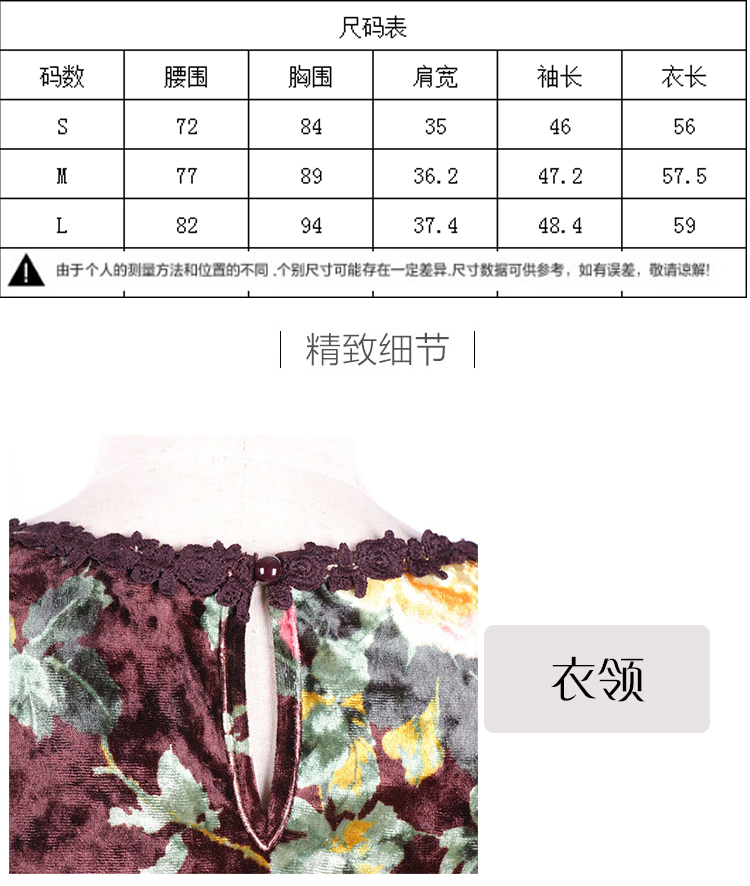 尺码表
码数 腰围 胸围 肩宽 袖长 衣长
S 72 84 35 46 56
M 77 89 36.2 47.2 57.5
L 82 94 37.4 48.4 59
由于个人的测量方法和位置的不同 .个别尺寸可能存在一定差异.尺寸数据可供参考，如有误差，敬请谅解!
精致细节
衣领